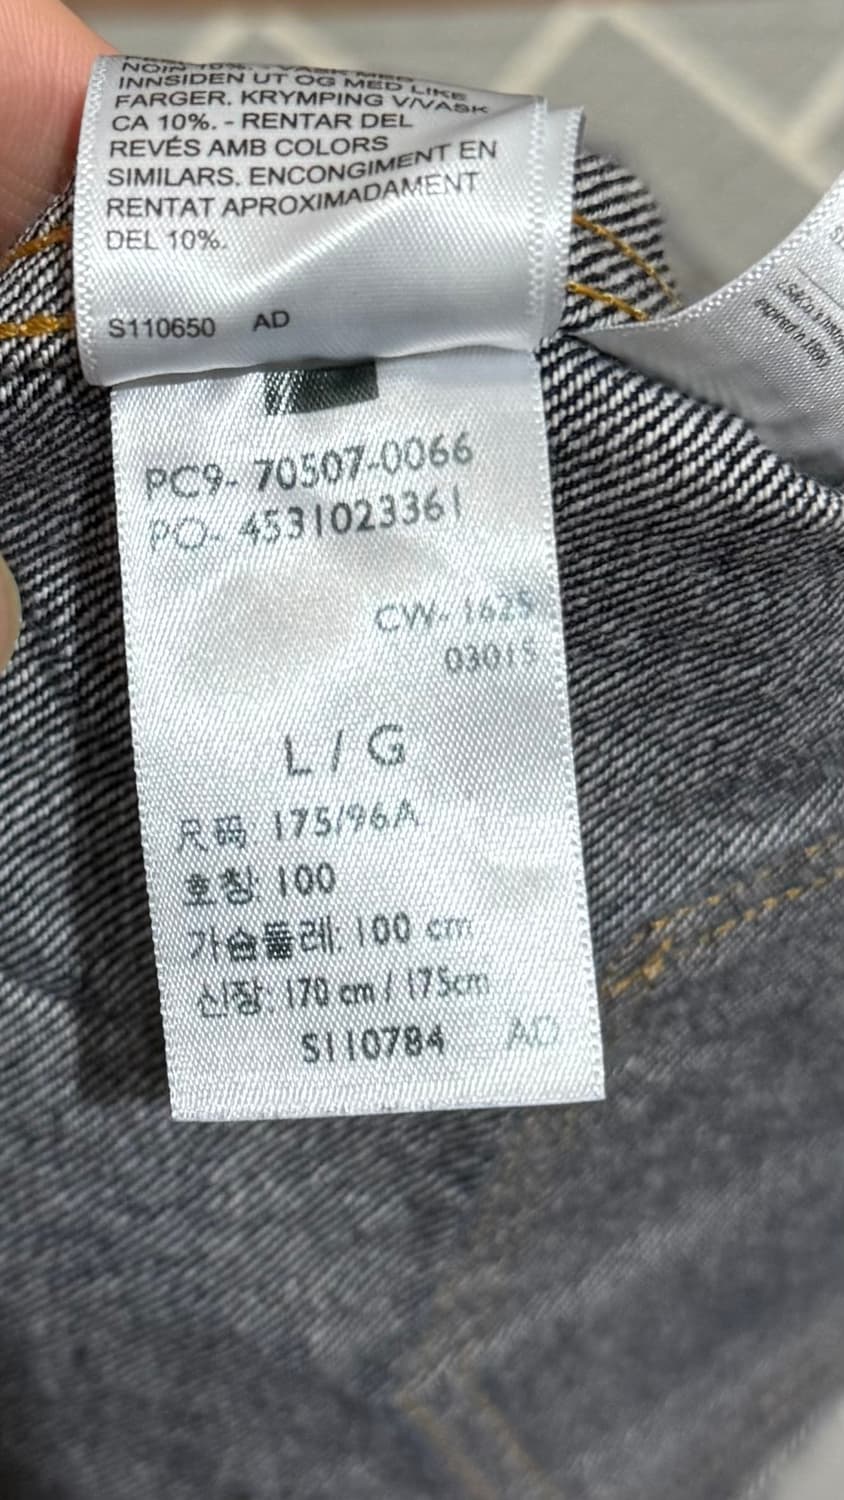 INNSIDEN UT OG MED LIKE
FARGER. KRYMPING V/VASK
CA 10%. - RENTAR DEL
REVÉS AMB COLORS
SIMILARS. ENCONGIMENT EN
RENTAT APROXIMADAMENT
DEL 10%.
S110650 AD
PC9- 70507-0066
PO- 4531023361
CW- 1625
03015
L / G
尺码: 175/96A
호칭: 100
가슴둘레: 100 cm
신장: 170 cm / 175cm
S110784 AD